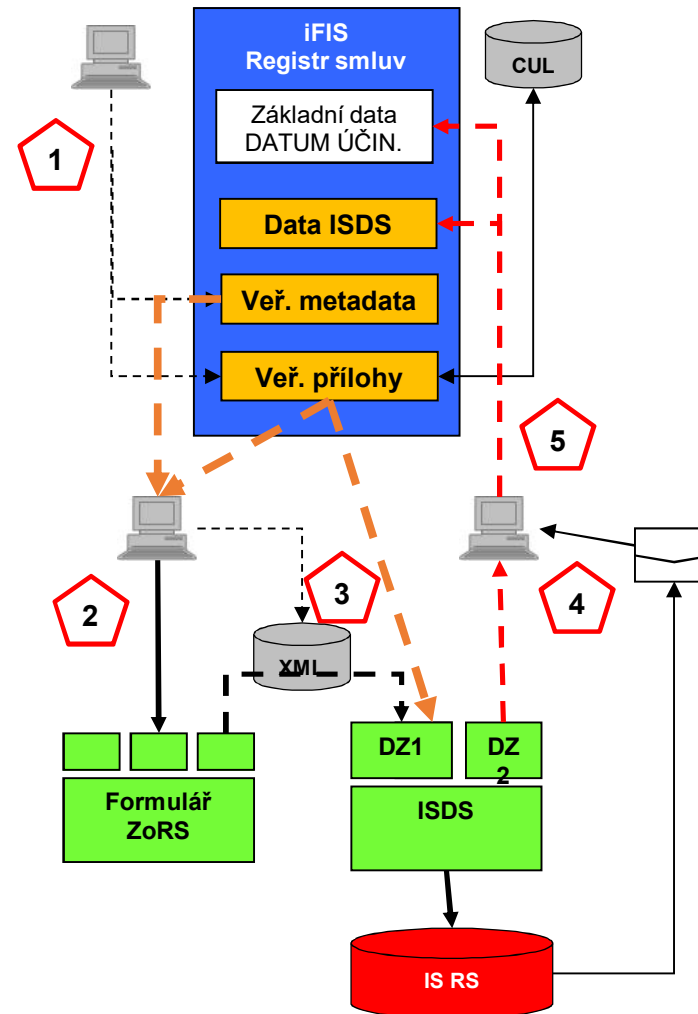 iFIS
Registr smluv
CUL
Základní data
DATUM ÚČIN.
1
Data ISDS
Veř. metadata
Veř. přílohy
5
2
3
4
XML
DZ1
DZ
2
Formulář
ZoRS
ISDS
IS RS